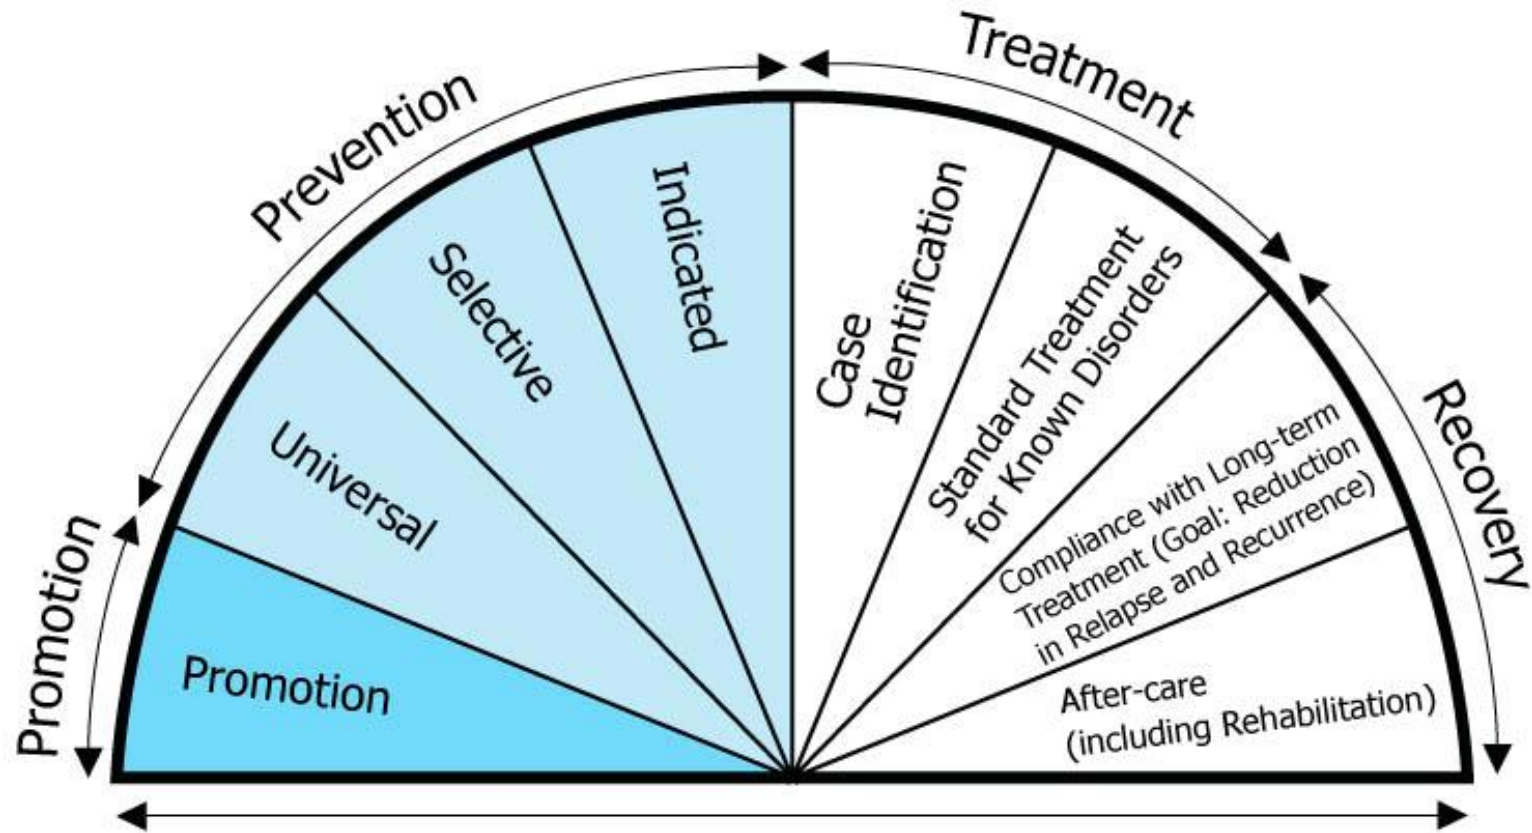 Promotion
Prevention
Treatment
Recovery
Promotion
Universal
Selective
Indicated
Case
Identification
Standard Treatment
for Known Disorders
Compliance with Long-term
Treatment (Goal: Reduction
in Relapse and Recurrence)
After-care
(including Rehabilitation)